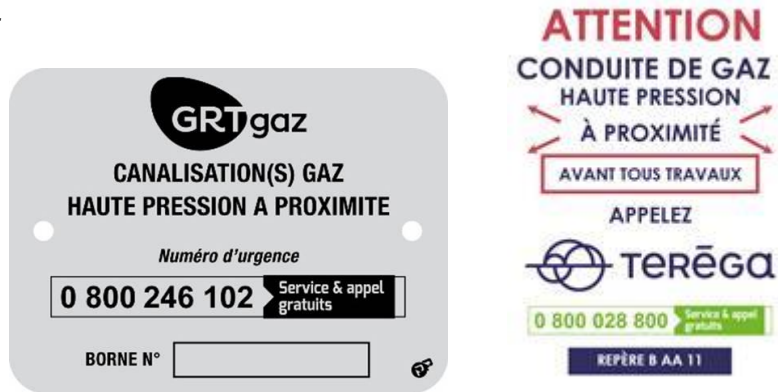 GRTgaz
CANALISATION(S) GAZ
HAUTE PRESSION A PROXIMITE
Numéro d'urgence
0 800 246 102 Service & appel
gratuits
BORNE N°
ATTENTION
CONDUITE DE GAZ
HAUTE PRESSION
À PROXIMITÉ
AVANT TOUS TRAVAUX
APPELEZ
TERĒGA
0 800 028 800 Service & appel
gratuits
REPÈRE B AA 11